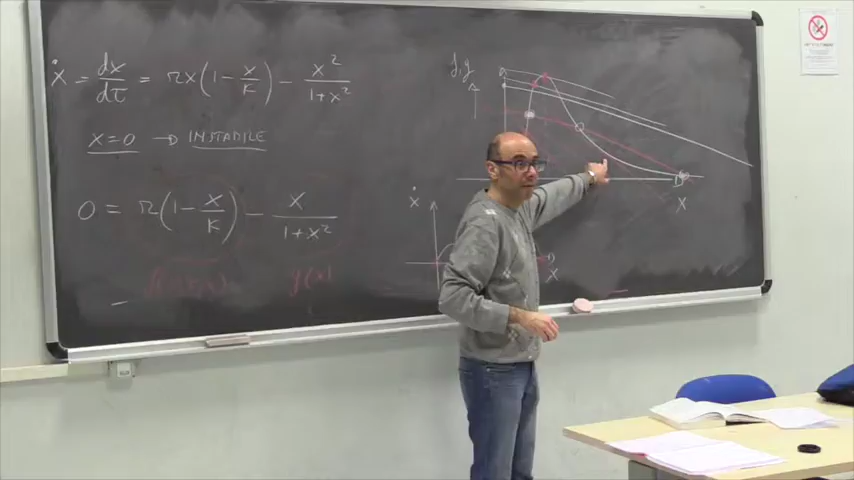 ẋ = dx/dτ = rx(1 - x/K) - x²/(1+x²)
x=0 → INSTABILE
0 = r(1 - x/K) - x/(1+x²)
g(x)
f,g
x
ẋ
x